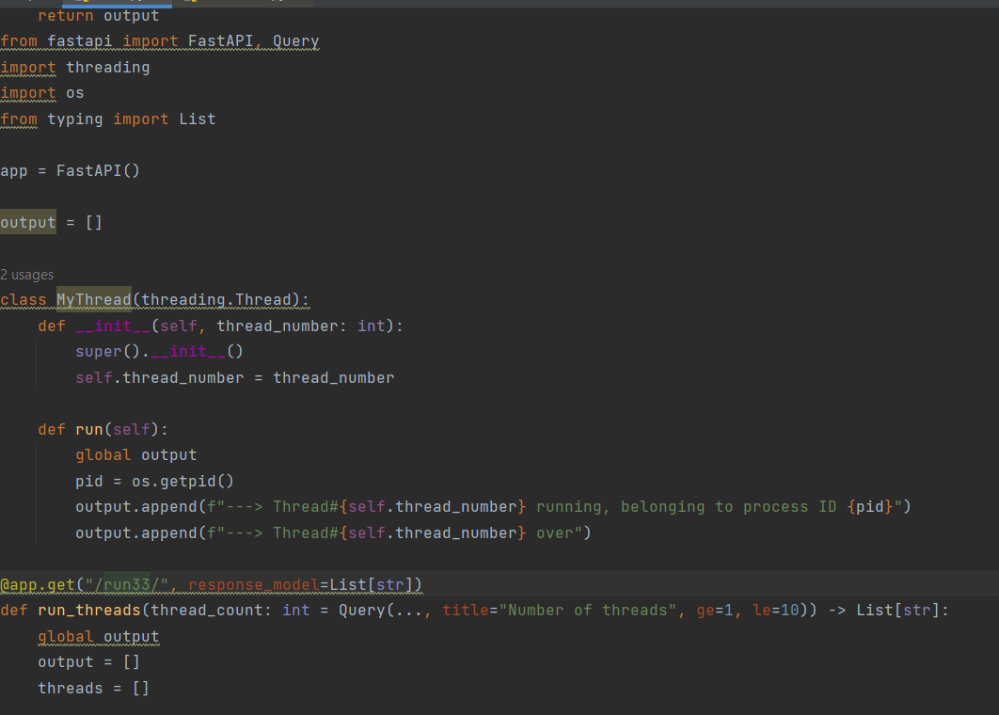 return output
from fastapi import FastAPI, Query
import threading
import os
from typing import List
app = FastAPI()
output = []
2 usages
class MyThread(threading.Thread):
    def __init__(self, thread_number: int):
        super().__init__()
        self.thread_number = thread_number
    def run(self):
        global output
        pid = os.getpid()
        output.append(f"---> Thread#{self.thread_number} running, belonging to process ID {pid}")
        output.append(f"---> Thread#{self.thread_number} over")
@app.get("/run33/", response_model=List[str])
def run_threads(thread_count: int = Query(..., title="Number of threads", ge=1, le=10)) -> List[str]:
    global output
    output = []
    threads = []